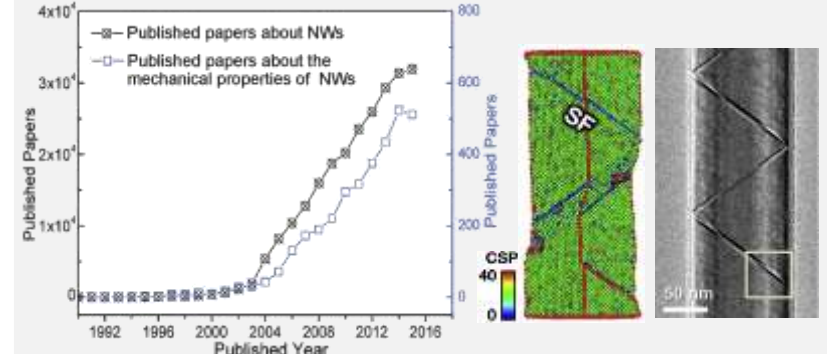 4x10⁴
3x10⁴
2x10⁴
1x10⁴
0
Published Papers
Published papers about NWs
Published papers about the
mechanical properties of NWs
800
600
400
200
0
Published Papers
1992 1996 2000 2004 2008 2012 2016
Published Year
SF
CSP
40
0
50 nm